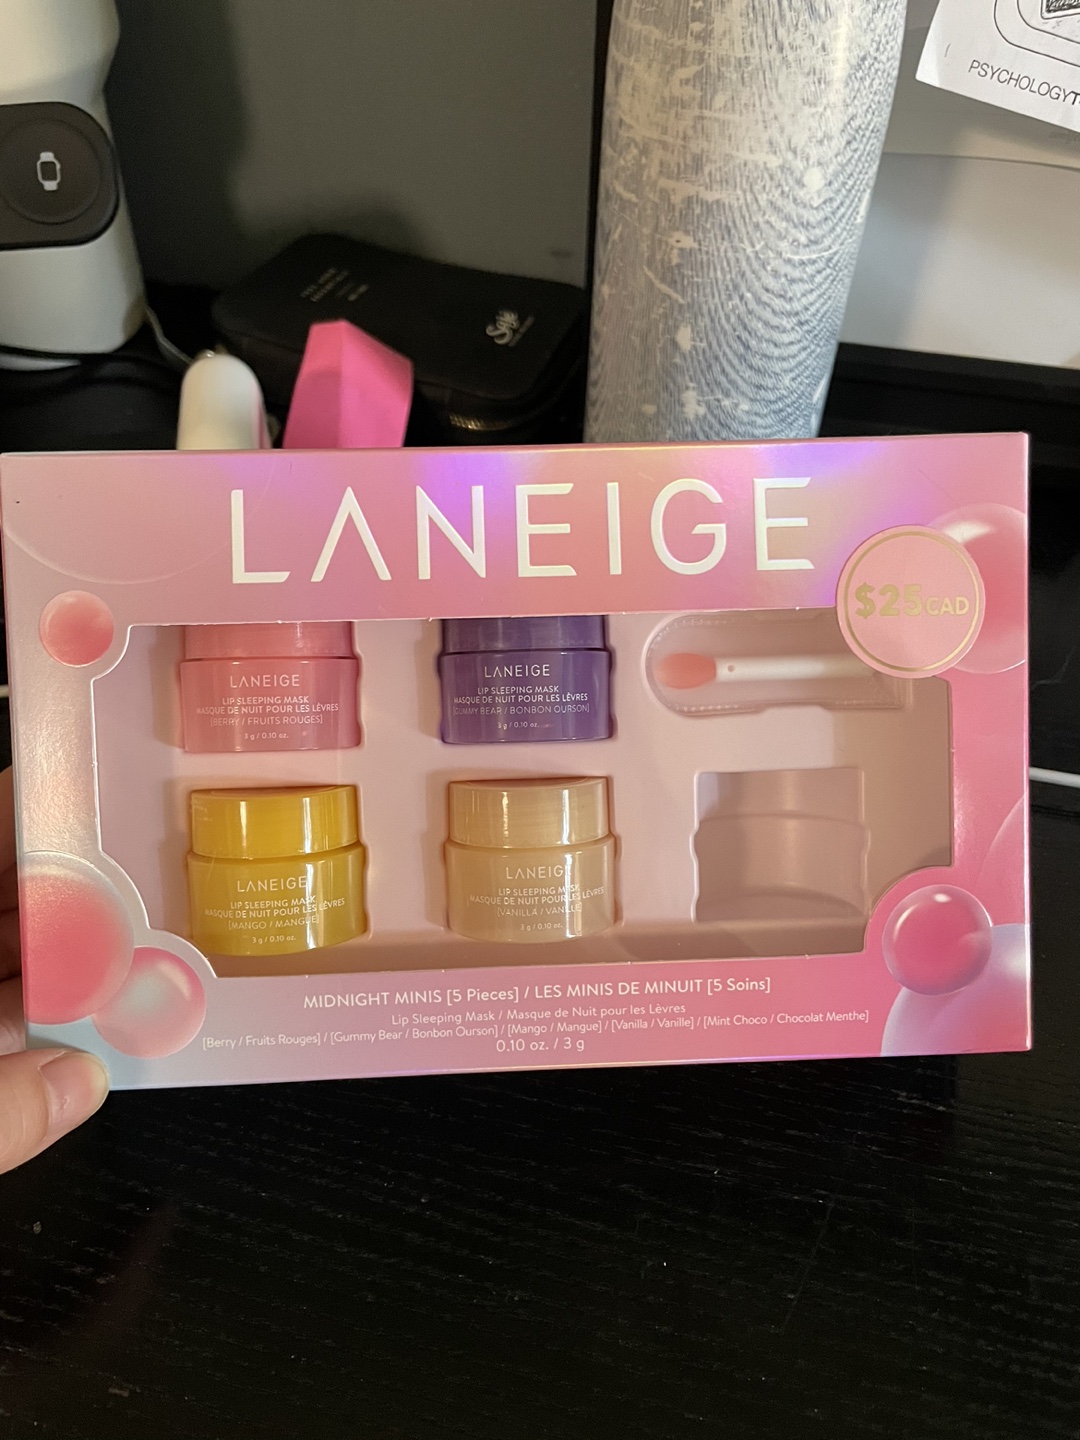 PSYCHOLOGYT
LANEIGE
$25 CAD
LANEIGE
LIP SLEEPING MASK
MASQUE DE NUIT POUR LES LÈVRES
[BERRY / FRUITS ROUGES]
3 g / 0.10 oz.
LANEIGE
LIP SLEEPING MASK
MASQUE DE NUIT POUR LES LÈVRES
[GUMMY BEAR / BONBON OURSON]
3 g / 0.10 oz.
LANEIGE
LIP SLEEPING MASK
MASQUE DE NUIT POUR LES LÈVRES
[MANGO / MANGUE]
3 g / 0.10 oz.
LANEIGE
LIP SLEEPING MASK
MASQUE DE NUIT POUR LES LÈVRES
[VANILLA / VANILLE]
3 g / 0.10 oz.
MIDNIGHT MINIS [5 Pieces] / LES MINIS DE MINUIT [5 Soins]
Lip Sleeping Mask / Masque de Nuit pour les Lèvres
[Berry / Fruits Rouges] / [Gummy Bear / Bonbon Ourson] / [Mango / Mangue] / [Vanilla / Vanille] / [Mint Choco / Chocolat Menthe]
0.10 oz. / 3 g